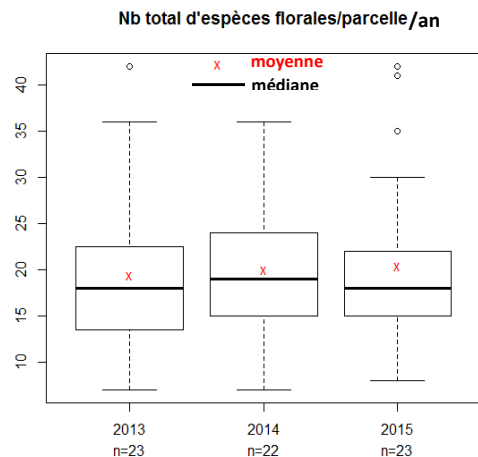 Nb total d'espèces florales/parcelle/an
x moyenne
médiane
40
35
30
25
20
15
10
x x x
2013 2014 2015
n=23 n=22 n=23